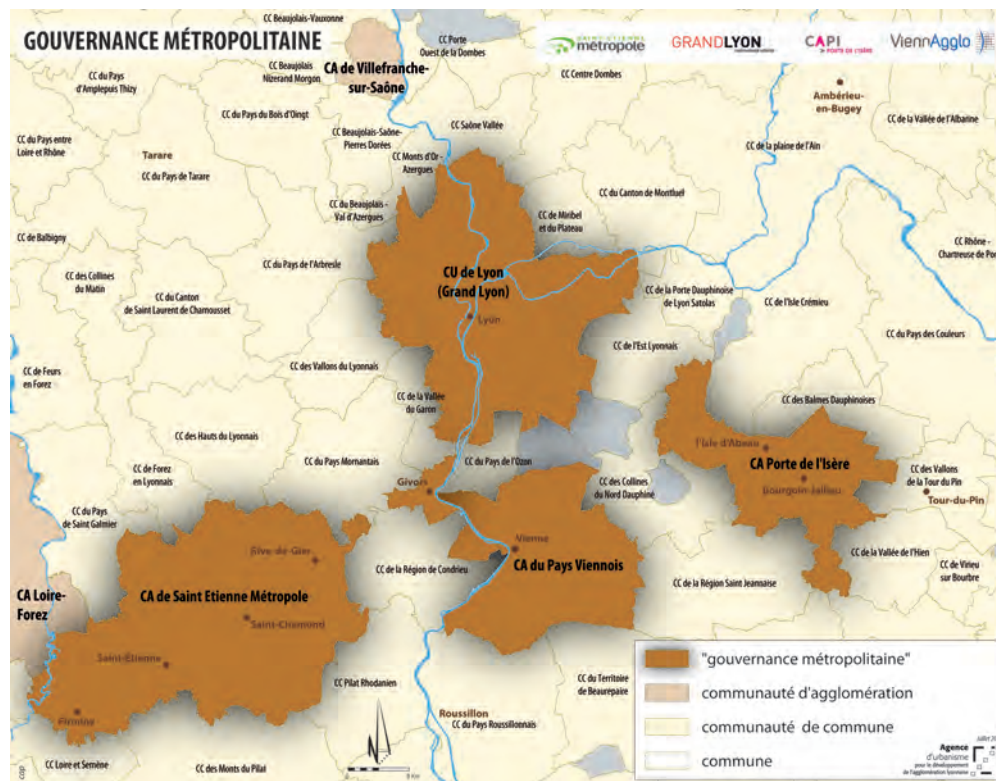 GOUVERNANCE MÉTROPOLITAINE
SAINT-ETIENNE
métropole
GRANDLYON
CAPI
PORTE DE L'ISÈRE
ViennAgglo
CC Beaujolais-Vauxonne
CC Porte
Ouest de la Dombes
CC du Pays
d'Amplepuis Thizy
CC Beaujolais
Nizerand Morgon
CA de Villefranche-
sur-Saône
CC Centre Dombes
Ambérieu-
en-Bugey
CC de la Vallée de l'Albarine
CC du Pays du Bois d'Oingt
CC Beaujolais-Saône-
Pierres Dorées
CC Saône Vallée
CC du Pays entre
Loire et Rhône
Tarare
CC du Pays de Tarare
CC Monts d'Or -
Azergues
CC de la plaine de l'Ain
CC du Canton de Montluel
CC du Beaujolais -
Val d'Azergues
CC de Miribel
et du Plateau
CC de Balbigny
CC Rhône -
Chartreuse de Por
CC des Collines
du Matin
CC du Pays de l'Arbresle
CU de Lyon
(Grand Lyon)
Lyon
CC du Canton
de Saint Laurent de Chamousset
CC de la Porte Dauphinoise
de Lyon Satolas
CC de l'Isle Crémieu
CC du Pays des Couleurs
CC de l'Est Lyonnais
CC de Feurs
en Forez
CC des Vallons du Lyonnais
CC de la Vallée
du Garon
CC des Balmes Dauphinoises
CC des Hauts du Lyonnais
l'Isle d'Abeau
CA Porte de l'Isère
Bourgoin-Jallieu
CC de Forez
en Lyonnais
CC du Pays Mornantais
CC du Pays de l'Ozon
Givors
CC des Collines
du Nord Dauphiné
CC des Vallons
de la Tour du Pin
Tour-du-Pin
CC du Pays
de Saint Galmier
Rive-de-Gier
Vienne
CA du Pays Viennois
CC de la Région de Condrieu
CC de la Vallée de l'Hien
CC de Virieu
sur Bourbre
CC de la Région Saint Jeannaise
CA Loire-
Forez
CA de Saint Etienne Métropole
Saint-Chamond
Saint-Étienne
Firminy
CC Pilat Rhodanien
CC du Territoire
de Beaurepaire
Roussillon
CC du Pays Roussillonnais
CC Loire et Semène
CC des Monts du Pilat
N
"gouvernance métropolitaine"
communauté d'agglomération
communauté de commune
commune
Agence
d'urbanisme
pour le développement
de l'agglomération lyonnaise